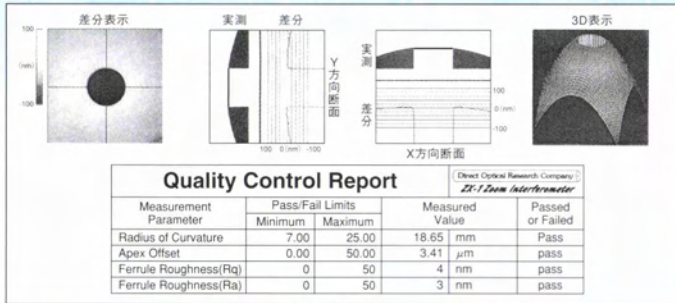 差分表示
100
(nm)
-100
実測 差分
Y方向断面
100 0(nm) -100
実測
差分
100
0(nm)
-100
X方向断面
3D表示
Quality Control Report
Direct Optical Research Company
ZX-1 Zoom Interferometer
Measurement Parameter Pass/Fail Limits Measured Value Passed or Failed
Minimum Maximum
Radius of Curvature 7.00 25.00 18.65 mm Pass
Apex Offset 0.00 50.00 3.41 μm pass
Ferrule Roughness(Rq) 0 50 4 nm pass
Ferrule Roughness(Ra) 0 50 3 nm pass